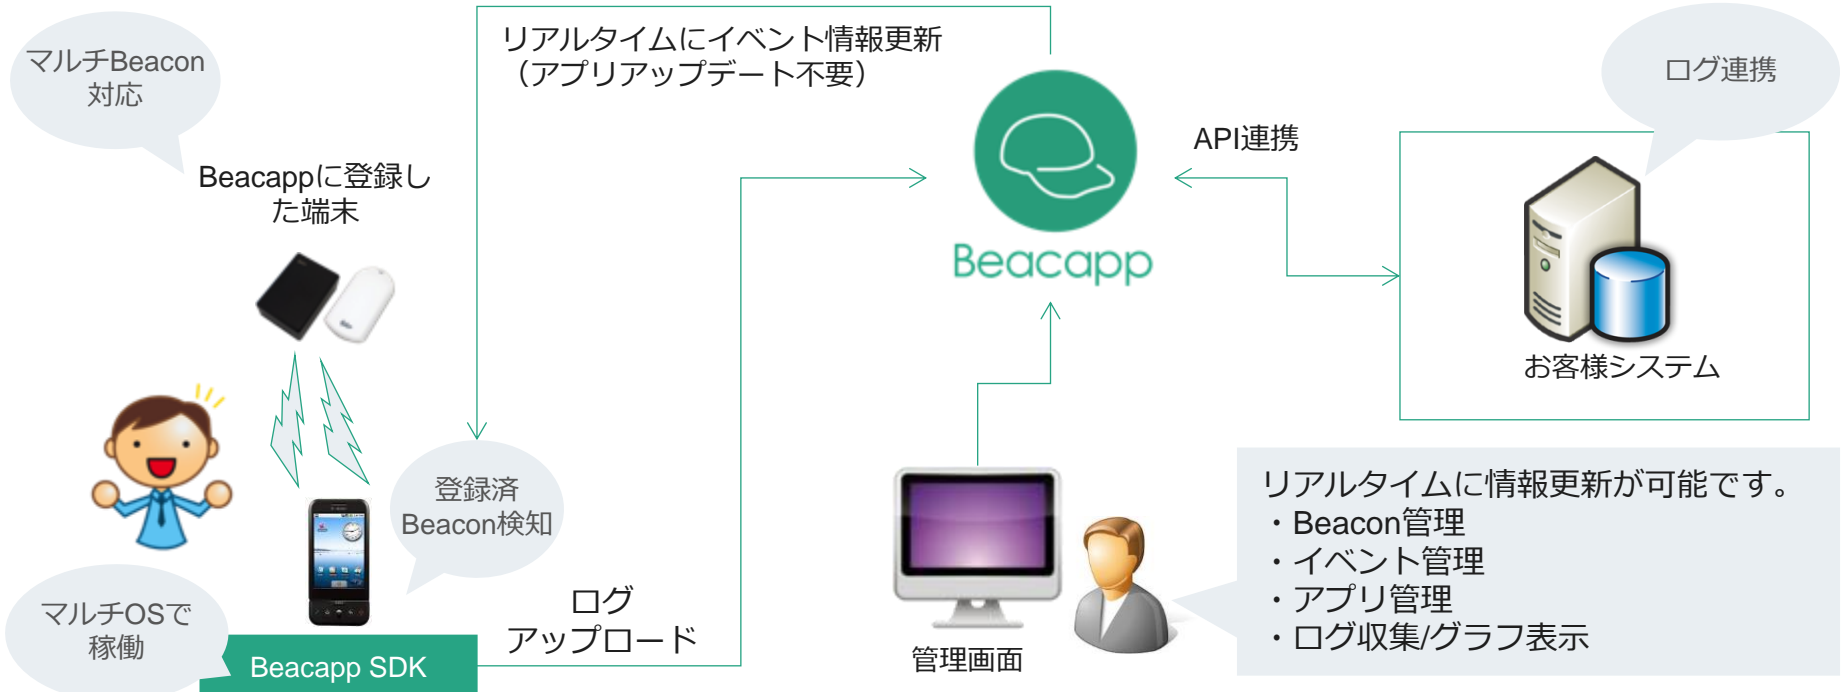 マルチBeacon
対応
リアルタイムにイベント情報更新
（アプリアップデート不要）
ログ連携
API連携
Beacappに登録し
た端末
Beacapp
お客様システム
登録済
Beacon検知
リアルタイムに情報更新が可能です。
・Beacon管理
・イベント管理
・アプリ管理
・ログ収集/グラフ表示
マルチOSで
稼働
ログ
アップロード
管理画面
Beacapp SDK